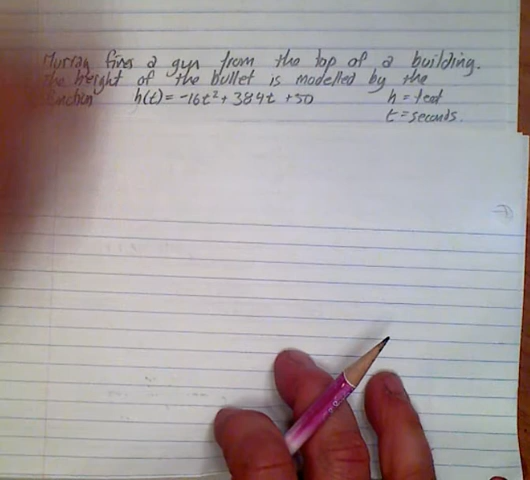 Murray fires a gun from the top of a building.
The height of the bullet is modelled by the
function h(t) = -16t² + 384t + 50 h = feet
t = seconds.